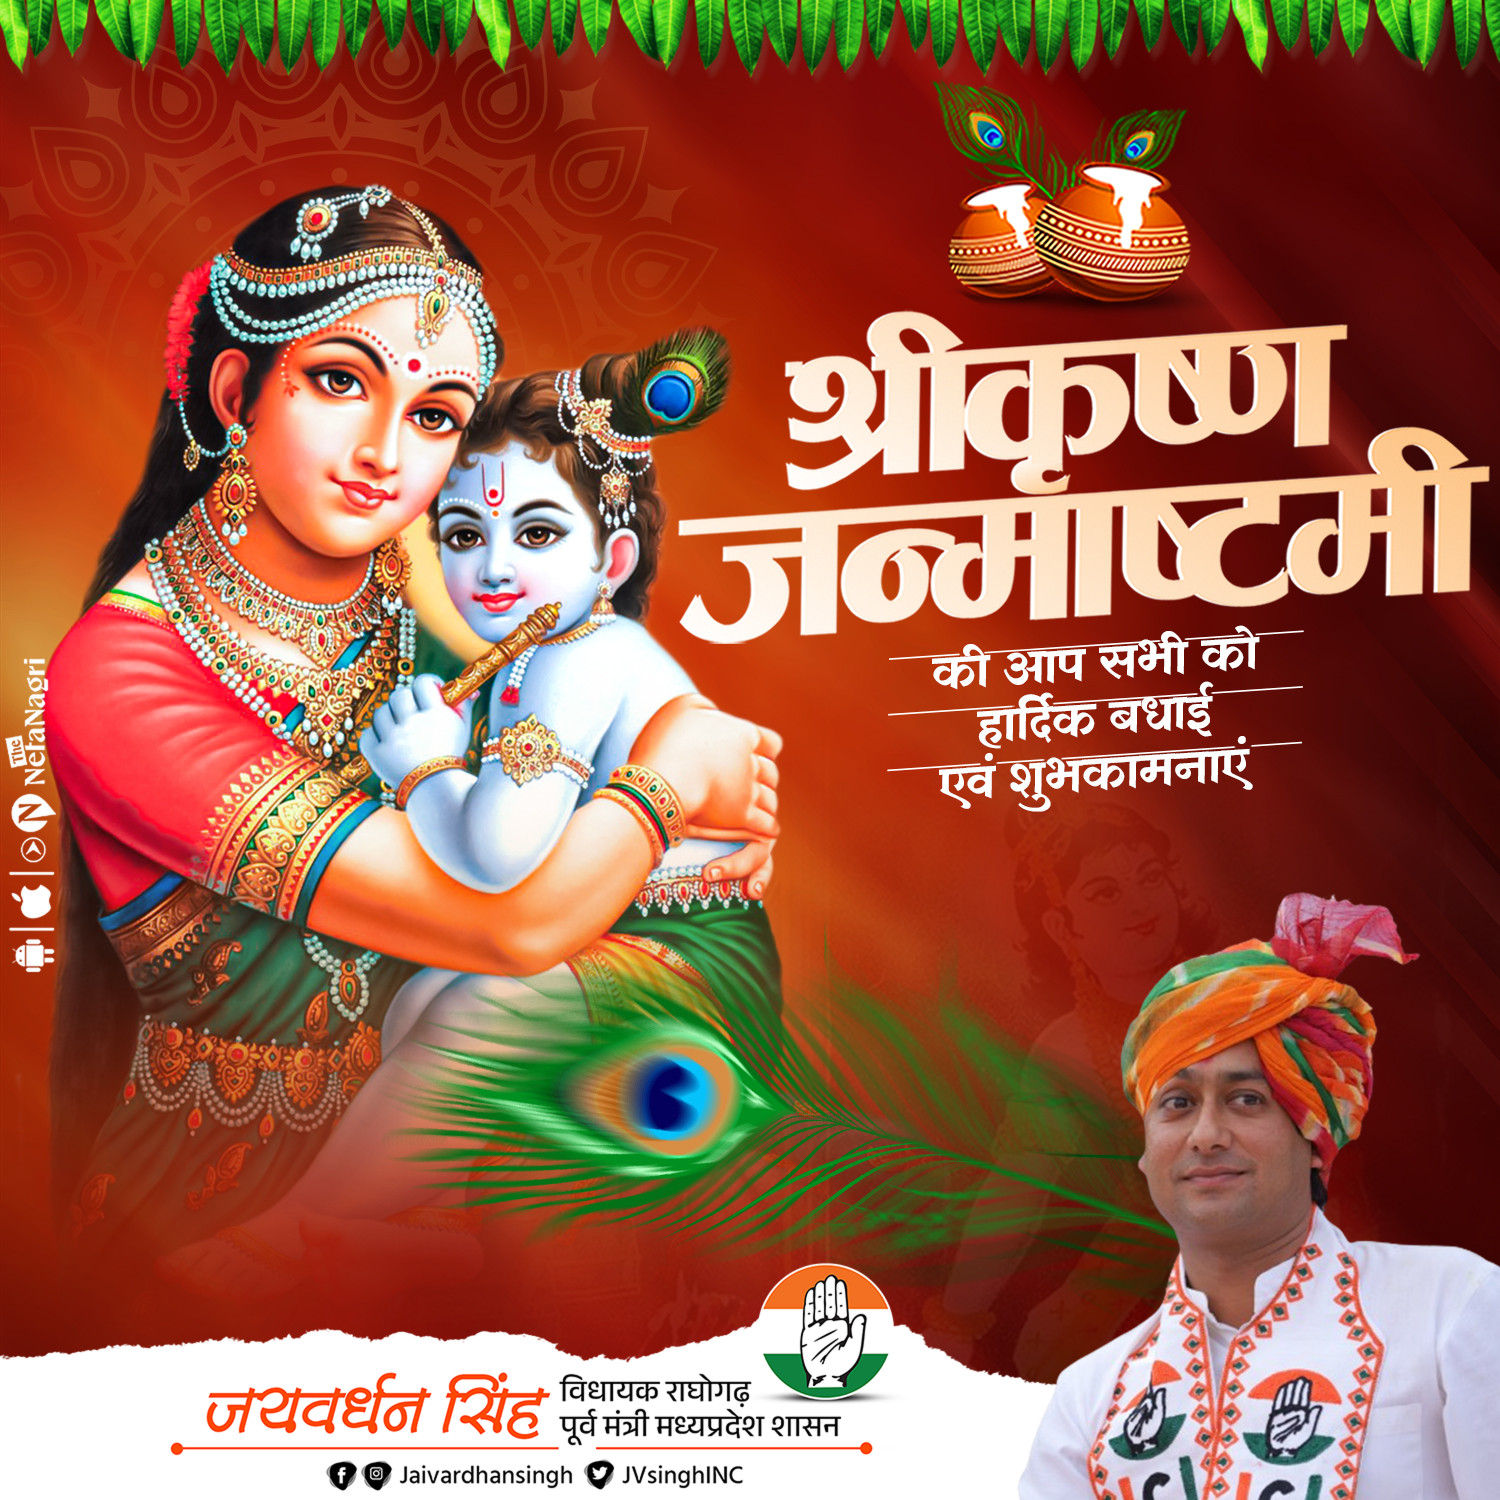 श्रीकृष्ण
जन्माष्टमी
की आप सभी को
हार्दिक बधाई
एवं शुभकामनाएं
The
NetaNagri
जयवर्धन सिंह
विधायक राघोगढ़
पूर्व मंत्री मध्यप्रदेश शासन
Jaivardhansingh JVsinghINC